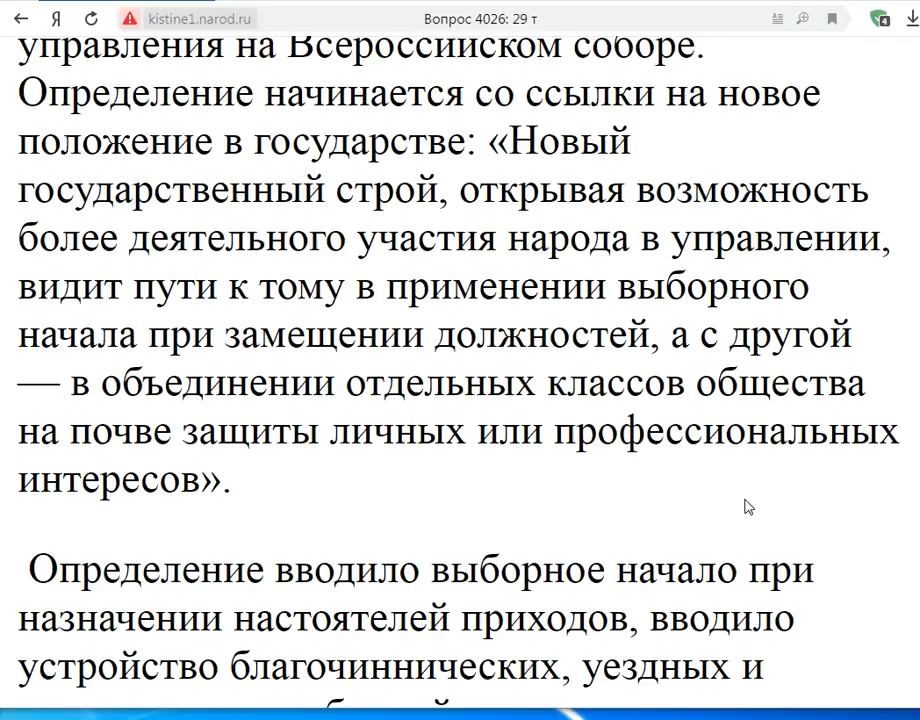 Я kistine1.narod.ru Вопрос 4026: 29 т 4
управления на Всероссийском соборе.
Определение начинается со ссылки на новое
положение в государстве: «Новый
государственный строй, открывая возможность
более деятельного участия народа в управлении,
видит пути к тому в применении выборного
начала при замещении должностей, а с другой
— в объединении отдельных классов общества
на почве защиты личных или профессиональных
интересов».
Определение вводило выборное начало при
назначении настоятелей приходов, вводило
устройство благочиннических, уездных и